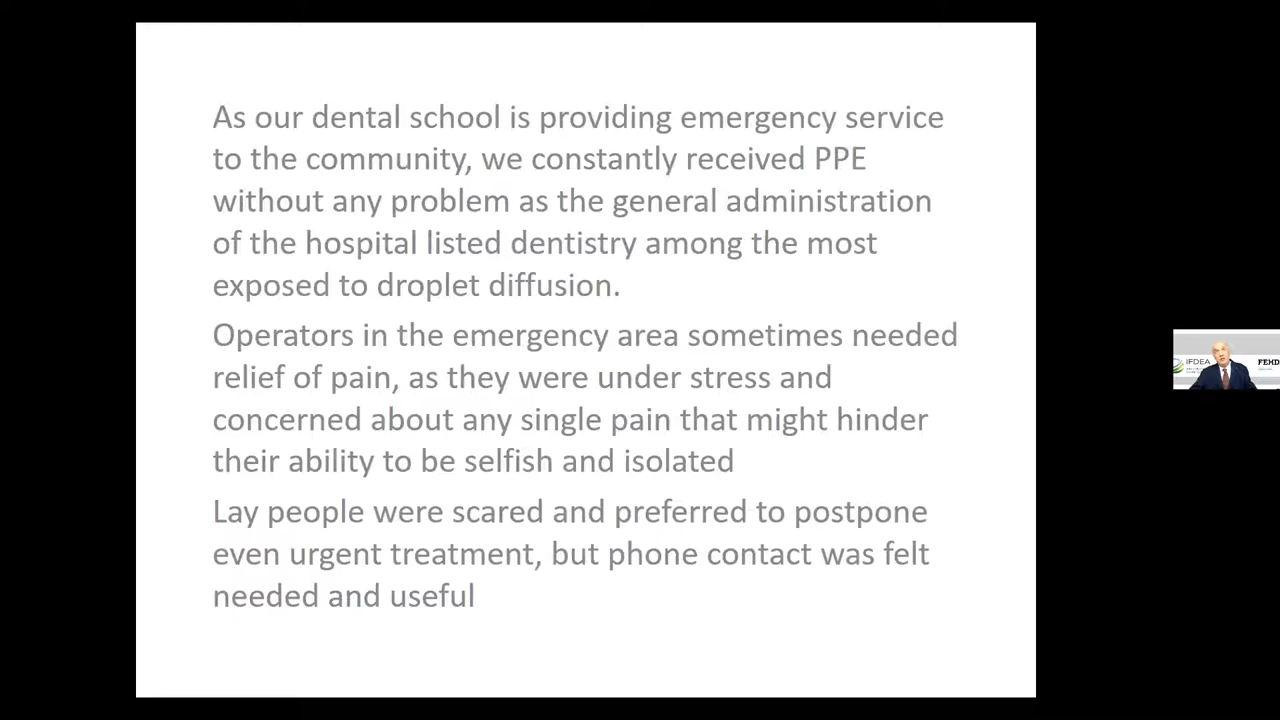 As our dental school is providing emergency service
to the community, we constantly received PPE
without any problem as the general administration
of the hospital listed dentistry among the most
exposed to droplet diffusion.
Operators in the emergency area sometimes needed
relief of pain, as they were under stress and
concerned about any single pain that might hinder
their ability to be selfish and isolated
Lay people were scared and preferred to postpone
even urgent treatment, but phone contact was felt
needed and useful
IFDEA
FEHD